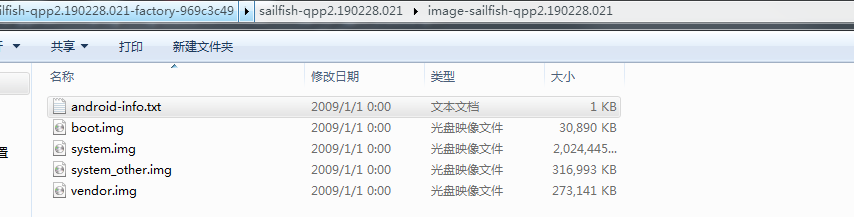 ilfish-qpp2.190228.021-factory-969c3c49 sailfish-qpp2.190228.021 image-sailfish-qpp2.190228.021
共享 打印 新建文件夹
名称 修改日期 类型 大小
android-info.txt 2009/1/1 0:00 文本文档 1 KB
boot.img 2009/1/1 0:00 光盘映像文件 30,890 KB
system.img 2009/1/1 0:00 光盘映像文件 2,024,445...
system_other.img 2009/1/1 0:00 光盘映像文件 316,993 KB
置 vendor.img 2009/1/1 0:00 光盘映像文件 273,141 KB